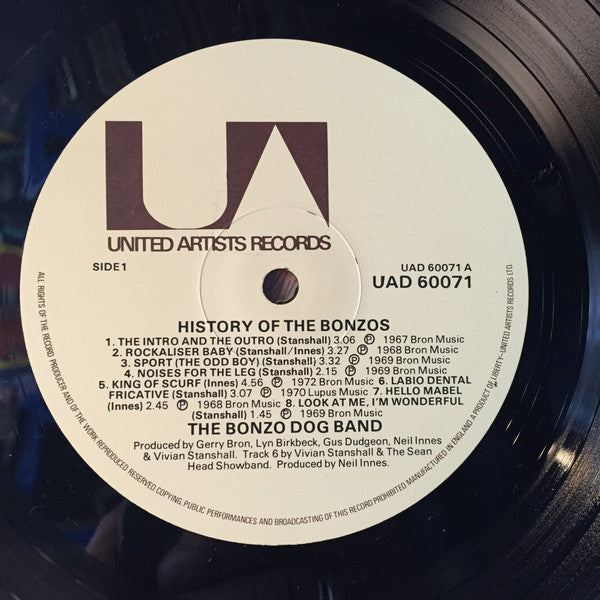 UA
UNITED ARTISTS RECORDS
SIDE 1
UAD 60071 A
UAD 60071
HISTORY OF THE BONZOS
1. THE INTRO AND THE OUTRO (Stanshall) 3.06 Ⓟ 1967 Bron Music
2. ROCKALISER BABY (Stanshall/Innes) 3.27 Ⓟ 1968 Bron Music
3. SPORT (THE ODD BOY) (Stanshall) 3.32 Ⓟ 1969 Bron Music
4. NOISES FOR THE LEG (Stanshall) 2.15 Ⓟ 1969 Bron Music
5. KING OF SCURF (Innes) 4.56 Ⓟ 1972 Bron Music 6. LABIO DENTAL
FRICATIVE (Stanshall) 3.07 Ⓟ 1970 Lupus Music 7. HELLO MABEL
(Innes) 2.45 Ⓟ 1968 Bron Music 8. LOOK AT ME, I'M WONDERFUL
(Stanshall) 1.45 Ⓟ 1969 Bron Music
THE BONZO DOG BAND
Produced by Gerry Bron, Lyn Birkbeck, Gus Dudgeon, Neil Innes
& Vivian Stanshall. Track 6 by Vivian Stanshall & The Sean
Head Showband. Produced by Neil Innes.
ALL RIGHTS OF THE RECORD PRODUCER AND OF THE WORK REPRODUCED RESERVED. COPYING, PUBLIC PERFORMANCES AND BROADCASTING OF THIS RECORD PROHIBITED. MANUFACTURED IN ENGLAND. A PRODUCT OF LIBERTY-UNITED ARTISTS RECORDS LTD.